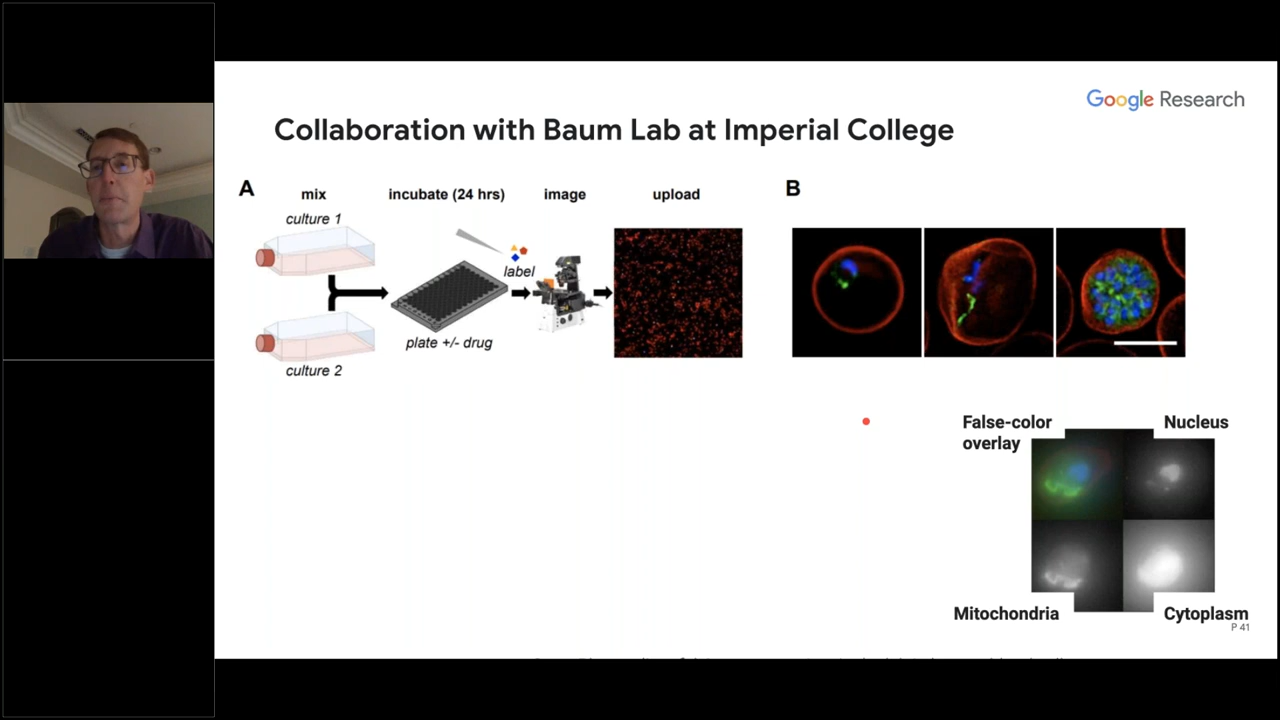 Google Research
Collaboration with Baum Lab at Imperial College
A
mix
incubate (24 hrs)
image
upload
culture 1
label
plate +/- drug
culture 2
B
False-color
overlay
Nucleus
Mitochondria
Cytoplasm
P 41